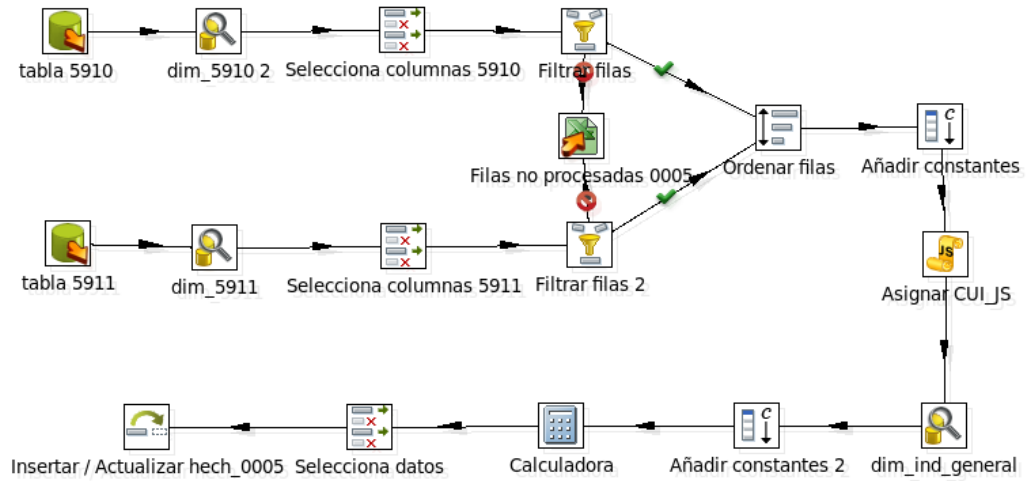 tabla 5910
dim_5910 2
Selecciona columnas 5910
Filtrar filas
Filas no procesadas 0005
Ordenar filas
C
Añadir constantes
tabla 5911
dim_5911
Selecciona columnas 5911
Filtrar filas 2
JS
Asignar CUI_JS
Insertar / Actualizar hech_0005
Selecciona datos
Calculadora
C
Añadir constantes 2
dim_ind_general